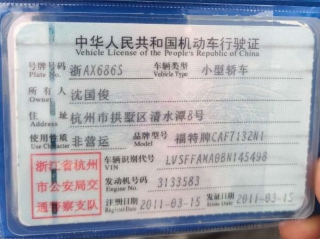 中华人民共和国机动车行驶证
Vehicle License of the People's Republic of China
号牌号码 浙AX686S 车辆类型 小型轿车
Plate No. Vehicle Type
所有人 沈国俊
Owner
住址 杭州市拱墅区清水潭8号
Address
使用性质 非营运 品牌型号 福特牌CAF7132N1
Use Character Model
浙江省杭州
市公安局交
通警察支队
车辆识别代号 LVSFFAMA0BN145498
VIN
发动机号码 3133583
Engine No.
注册日期 2011-03-15 发证日期 2011-03-15
Register Date Issue Date